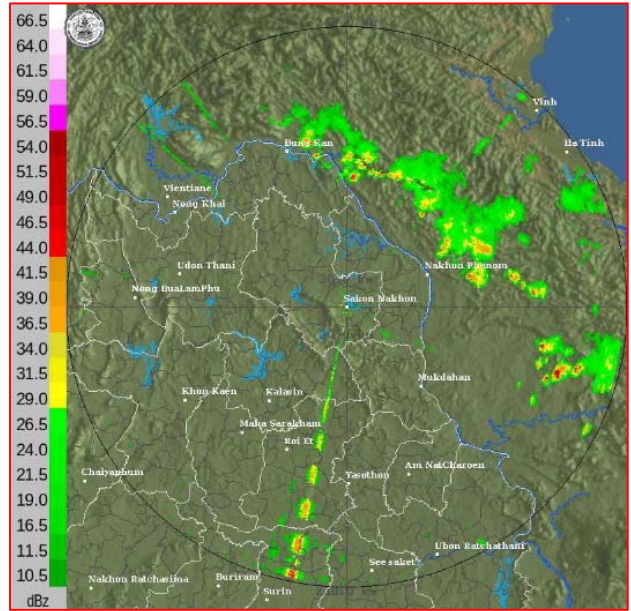 66.5
64.0
61.5
59.0
56.5
54.0
51.5
49.0
46.5
44.0
41.5
39.0
36.5
34.0
31.5
29.0
26.5
24.0
21.5
19.0
16.5
11.5
10.5
dBz
Vinh
Ha Tinh
Bung Kan
Vientiane
Nong Khai
Udon Thani
Nakhon Phanom
Nong BuaLamPhu
Sakon Nakhon
Mukdahan
Khon Kaen
Kalasin
Maha Sarakham
Roi Et
Chaiyaphum
Yasothon
Am NatCharoen
Ubon Ratchathani
See saket
Nakhon Ratchasima
Buriram
Surin